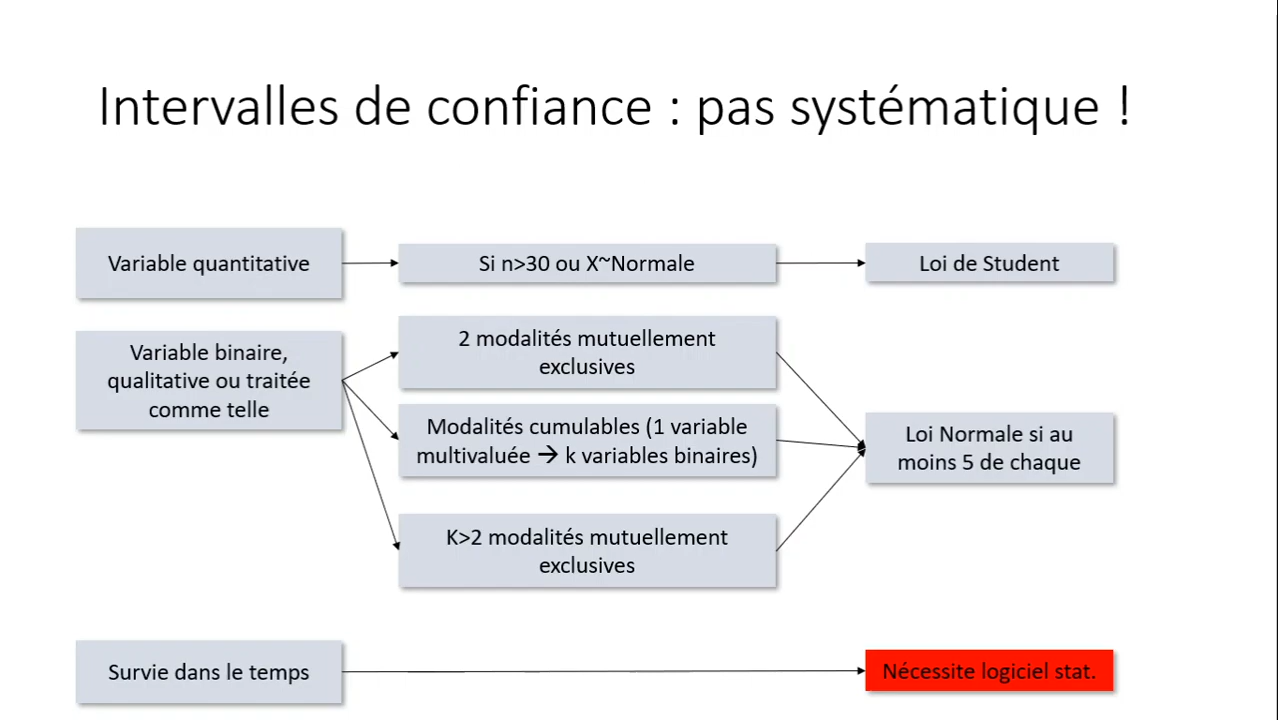 Intervalles de confiance : pas systématique !
Variable quantitative
Si n>30 ou X~Normale
Loi de Student
Variable binaire,
qualitative ou traitée
comme telle
2 modalités mutuellement
exclusives
Modalités cumulables (1 variable
multivaluée → k variables binaires)
K>2 modalités mutuellement
exclusives
Loi Normale si au
moins 5 de chaque
Survie dans le temps
Nécessite logiciel stat.